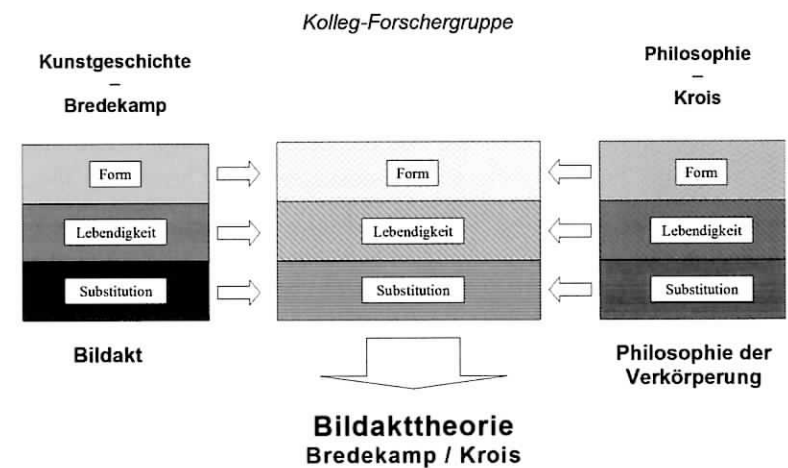 Kolleg-Forschergruppe
Kunstgeschichte
–
Bredekamp
Philosophie
–
Krois
Form
Form
Form
Lebendigkeit
Lebendigkeit
Lebendigkeit
Substitution
Substitution
Substitution
Bildakt
Philosophie der
Verkörperung
Bildakttheorie
Bredekamp / Krois